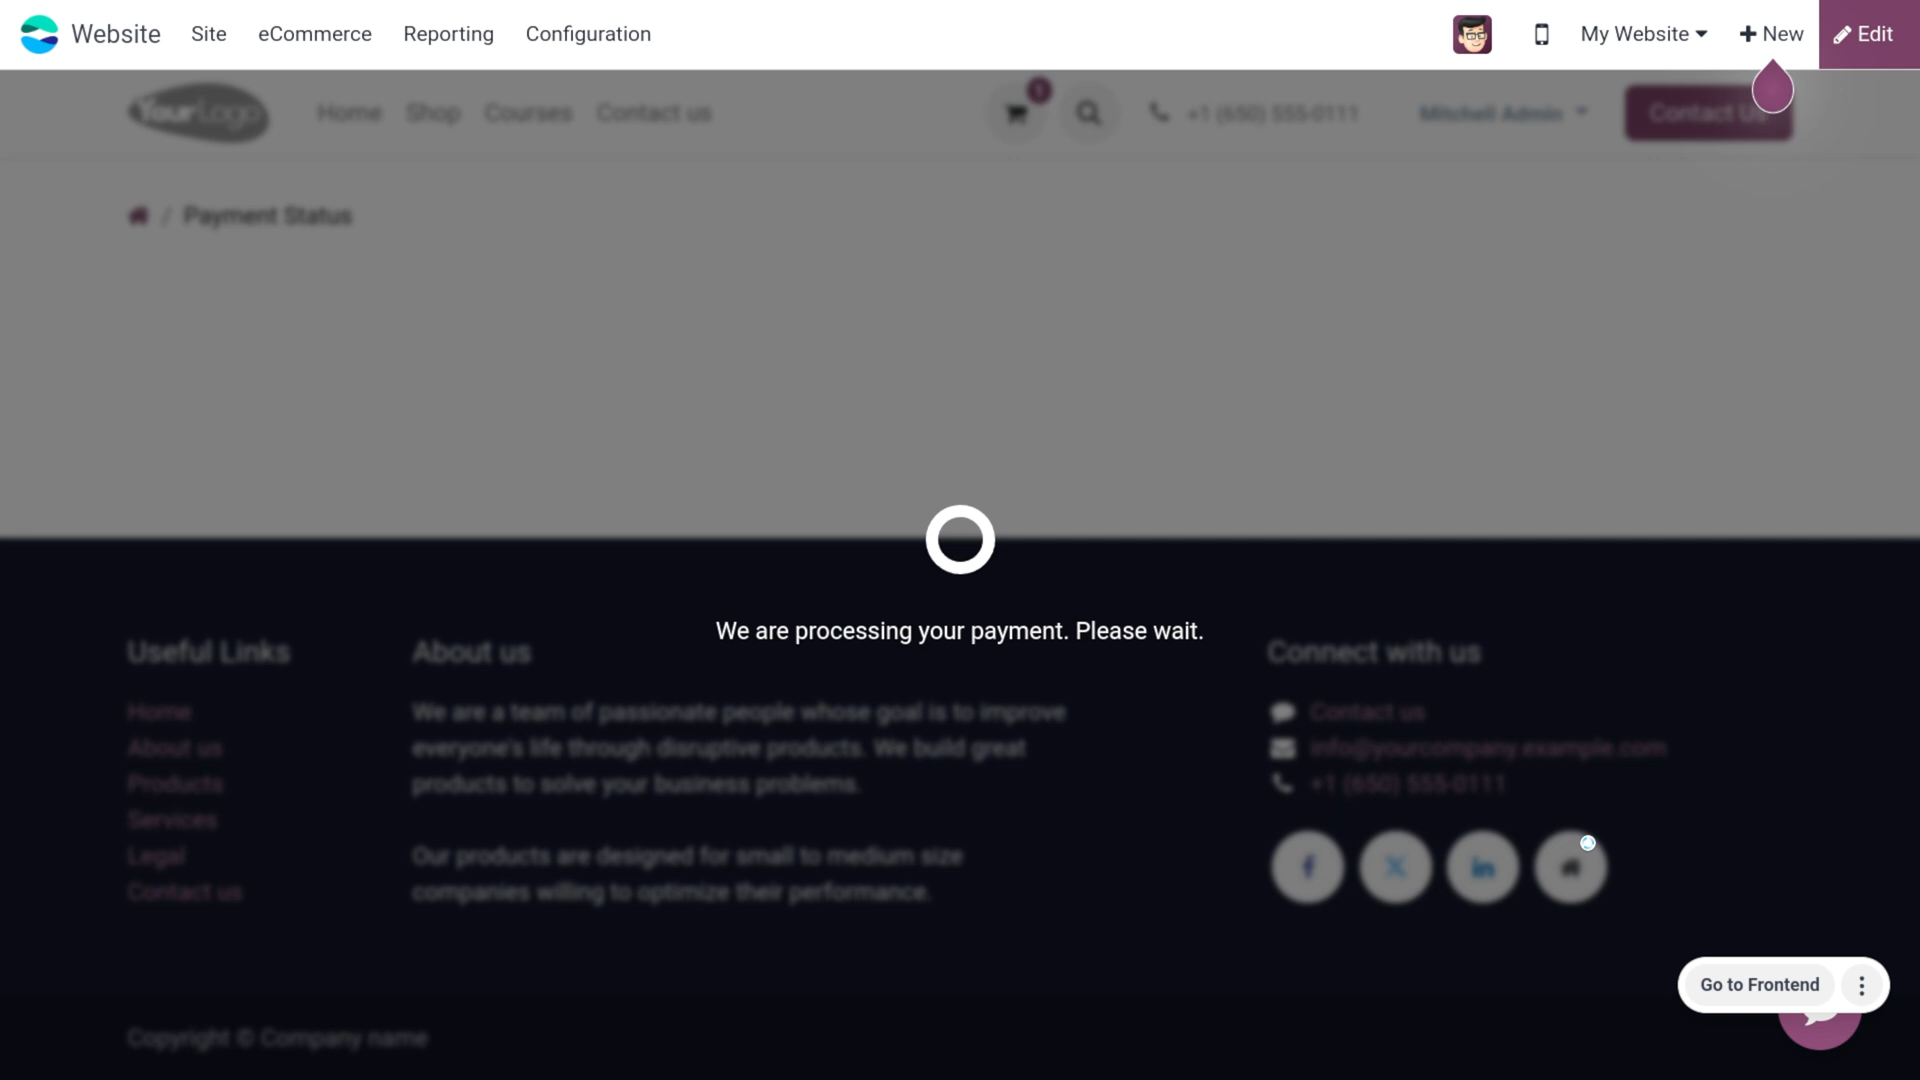 Website Site eCommerce Reporting Configuration My Website New Edit
YourLogo Home Shop Courses Contact us 1 +1 (650) 555-0111 Mitchell Admin Contact Us
/ Payment Status
We are processing your payment. Please wait.
Useful Links
Home
About us
Products
Services
Legal
Contact us
About us
We are a team of passionate people whose goal is to improve
everyone's life through disruptive products. We build great
products to solve your business problems.
Our products are designed for small to medium size
companies willing to optimize their performance.
Connect with us
Contact us
info@yourcompany.example.com
+1 (650) 555-0111
Go to Frontend
Copyright © Company name